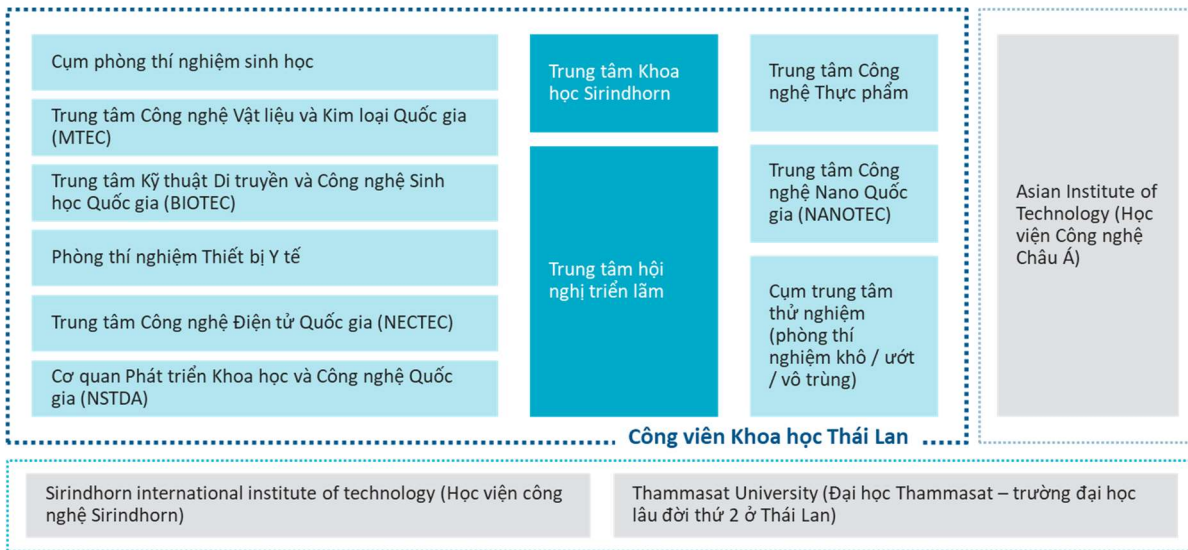 Cụm phòng thí nghiệm sinh học
Trung tâm Công nghệ Vật liệu và Kim loại Quốc gia
(MTEC)
Trung tâm Kỹ thuật Di truyền và Công nghệ Sinh
học Quốc gia (BIOTEC)
Phòng thí nghiệm Thiết bị Y tế
Trung tâm Công nghệ Điện tử Quốc gia (NECTEC)
Cơ quan Phát triển Khoa học và Công nghệ Quốc
gia (NSTDA)
Trung tâm Khoa
học Sirindhorn
Trung tâm hội
nghị triển lãm
Trung tâm Công
nghệ Thực phẩm
Trung tâm Công
nghệ Nano Quốc
gia (NANOTEC)
Cụm trung tâm
thử nghiệm
(phòng thí
nghiệm khô / ướt
/ vô trùng)
Công viên Khoa học Thái Lan
Asian Institute of
Technology (Học
viện Công nghệ
Châu Á)
Sirindhorn international institute of technology (Học viện công
nghệ Sirindhorn)
Thammasat University (Đại học Thammasat – trường đại học
lâu đời thứ 2 ở Thái Lan)